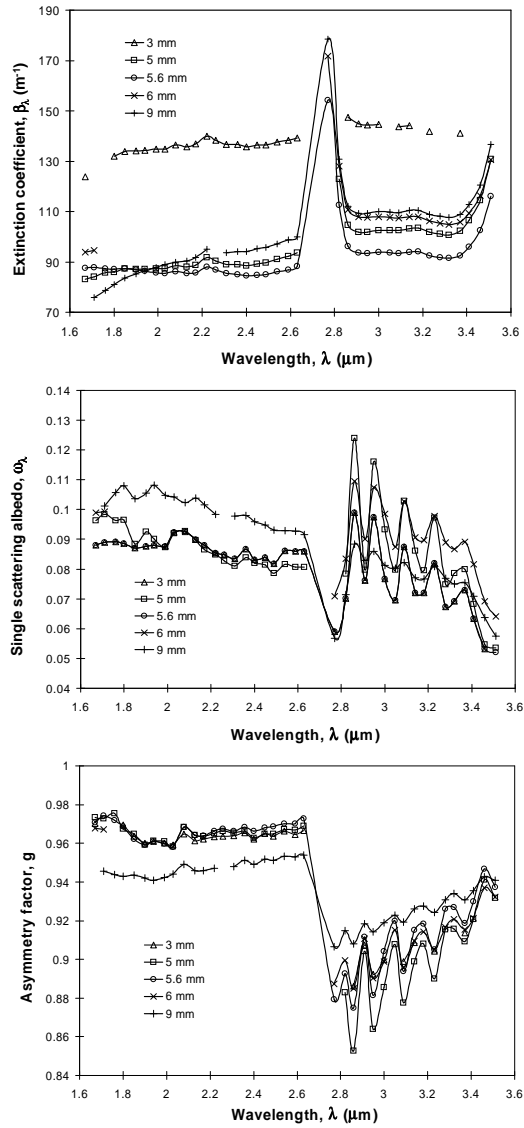 190
170
150
130
110
90
70
Extinction coefficient, βλ (m⁻¹)
3 mm
5 mm
5.6 mm
6 mm
9 mm
1.6 1.8 2 2.2 2.4 2.6 2.8 3 3.2 3.4 3.6
Wavelength, λ (μm)
0.14
0.13
0.12
0.11
0.1
0.09
0.08
0.07
0.06
0.05
0.04
Single scattering albedo, ωλ
3 mm
5 mm
5.6 mm
6 mm
9 mm
1.6 1.8 2 2.2 2.4 2.6 2.8 3 3.2 3.4 3.6
Wavelength, λ (μm)
1
0.98
0.96
0.94
0.92
0.9
0.88
0.86
0.84
Asymmetry factor, g
3 mm
5 mm
5.6 mm
6 mm
9 mm
1.6 1.8 2 2.2 2.4 2.6 2.8 3 3.2 3.4 3.6
Wavelength, λ (μm)